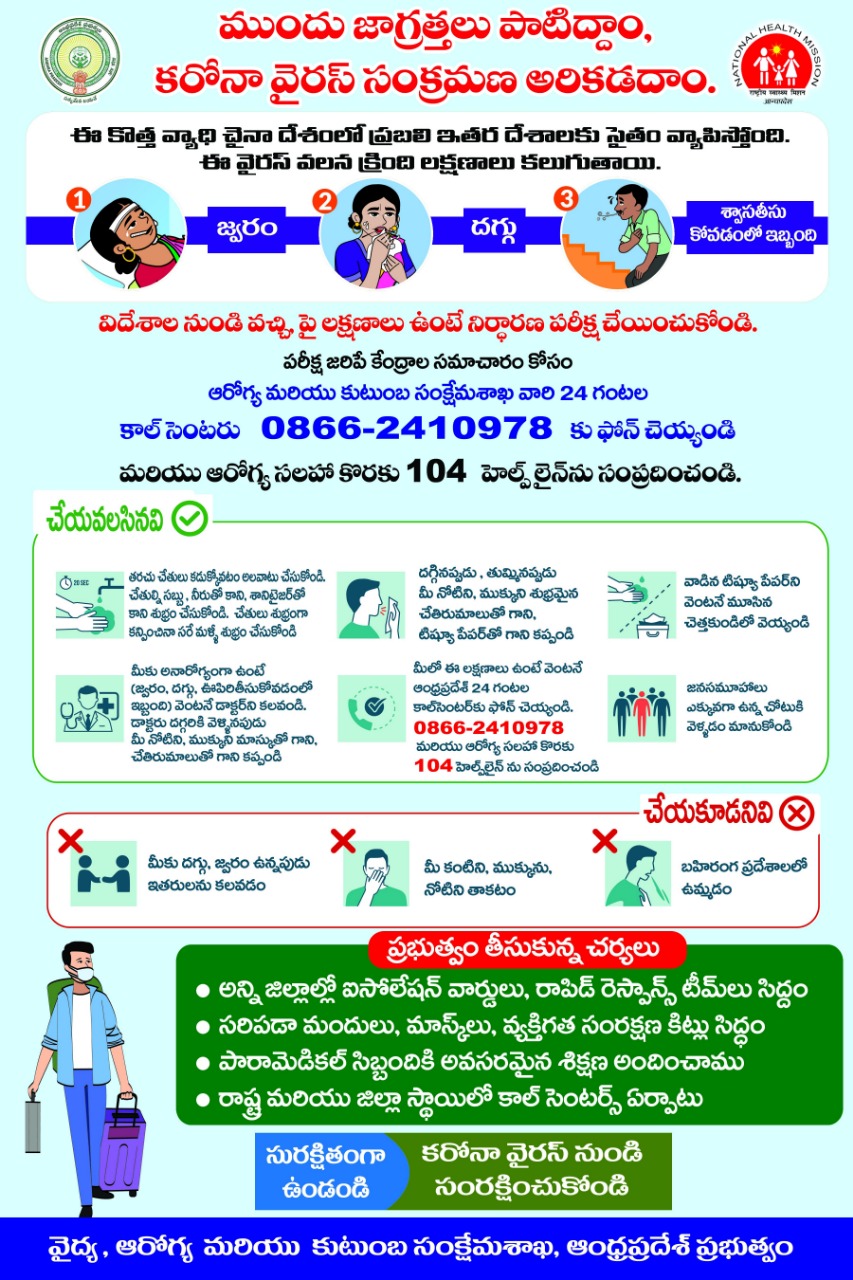 ముందు జాగ్రత్తలు పాటిద్దాం,
కరోనా వైరస్ సంక్రమణ అరికడదాం.
NATIONAL HEALTH MISSION
राष्ट्रीय स्वास्थ्य मिशन
ఈ కొత్త వ్యాధి చైనా దేశంలో ప్రబలి ఇతర దేశాలకు సైతం వ్యాపిస్తోంది.
ఈ వైరస్ వలన క్రింది లక్షణాలు కలుగుతాయి.
1
జ్వరం
2
దగ్గు
3
శ్వాసతీసు
కోవడంలో ఇబ్బంది
విదేశాల నుండి వచ్చి, పై లక్షణాలు ఉంటే నిర్ధారణ పరీక్ష చేయించుకోండి.
పరీక్ష జరిపే కేంద్రాల సమాచారం కోసం
ఆరోగ్య మరియు కుటుంబ సంక్షేమశాఖ వారి 24 గంటల
కాల్ సెంటరు 0866-2410978 కు ఫోన్ చెయ్యండి
మరియు ఆరోగ్య సలహా కొరకు 104 హెల్ప్ లైన్‌ను సంప్రదించండి.
చేయవలసినవి
20 SEC
తరచు చేతులు కడుక్కోవటం అలవాటు చేసుకోండి.
చేతుల్ని సబ్బు, నీరుతో కాని, శానిటైజర్‌తో
కాని శుభ్రం చేసుకోండి. చేతులు శుభ్రంగా
కన్పించినా సరే మళ్ళీ శుభ్రం చేసుకోండి
దగ్గినప్పుడు, తుమ్మినప్పుడు
మీ నోటిని, ముక్కుని శుభ్రమైన
చేతిరుమాలుతో గాని,
టిష్యూ పేపర్‌తో గాని కప్పండి
వాడిన టిష్యూ పేపర్‌ని
వెంటనే మూసిన
చెత్తకుండిలో వెయ్యండి
మీకు అనారోగ్యంగా ఉంటే
(జ్వరం, దగ్గు, ఊపిరితీసుకోవడంలో
ఇబ్బంది) వెంటనే డాక్టర్‌ని కలవండి.
డాక్టరు దగ్గరికి వెళ్ళినపుడు
మీ నోటిని, ముక్కుని మాస్కుతో గాని,
చేతిరుమాలుతో గాని కప్పండి
మీలో ఈ లక్షణాలు ఉంటే వెంటనే
ఆంధ్రప్రదేశ్ 24 గంటల
కాల్‌సెంటర్‌కు ఫోన్ చెయ్యండి.
0866-2410978
మరియు ఆరోగ్య సలహా కొరకు
104 హెల్ప్‌లైన్ ను సంప్రదించండి
జనసమూహాలు
ఎక్కువగా ఉన్న చోటుకి
వెళ్ళడం మానుకోండి
చేయకూడనివి
మీకు దగ్గు, జ్వరం ఉన్నపుడు
ఇతరులను కలవడం
మీ కంటిని, ముక్కును,
నోటిని తాకటం
బహిరంగ ప్రదేశాలలో
ఉమ్మడం
ప్రభుత్వం తీసుకున్న చర్యలు
• అన్ని జిల్లాల్లో ఐసోలేషన్ వార్డులు, రాపిడ్ రెస్పాన్స్ టీమ్‌లు సిద్దం
• సరిపడా మందులు, మాస్క్‌లు, వ్యక్తిగత సంరక్షణ కిట్లు సిద్ధం
• పారామెడికల్ సిబ్బందికి అవసరమైన శిక్షణ అందించాము
• రాష్ట్ర మరియు జిల్లా స్థాయిలో కాల్ సెంటర్స్ ఏర్పాటు
సురక్షితంగా
ఉండండి
కరోనా వైరస్ నుండి
సంరక్షించుకోండి
వైద్య, ఆరోగ్య మరియు కుటుంబ సంక్షేమశాఖ, ఆంధ్రప్రదేశ్ ప్రభుత్వం